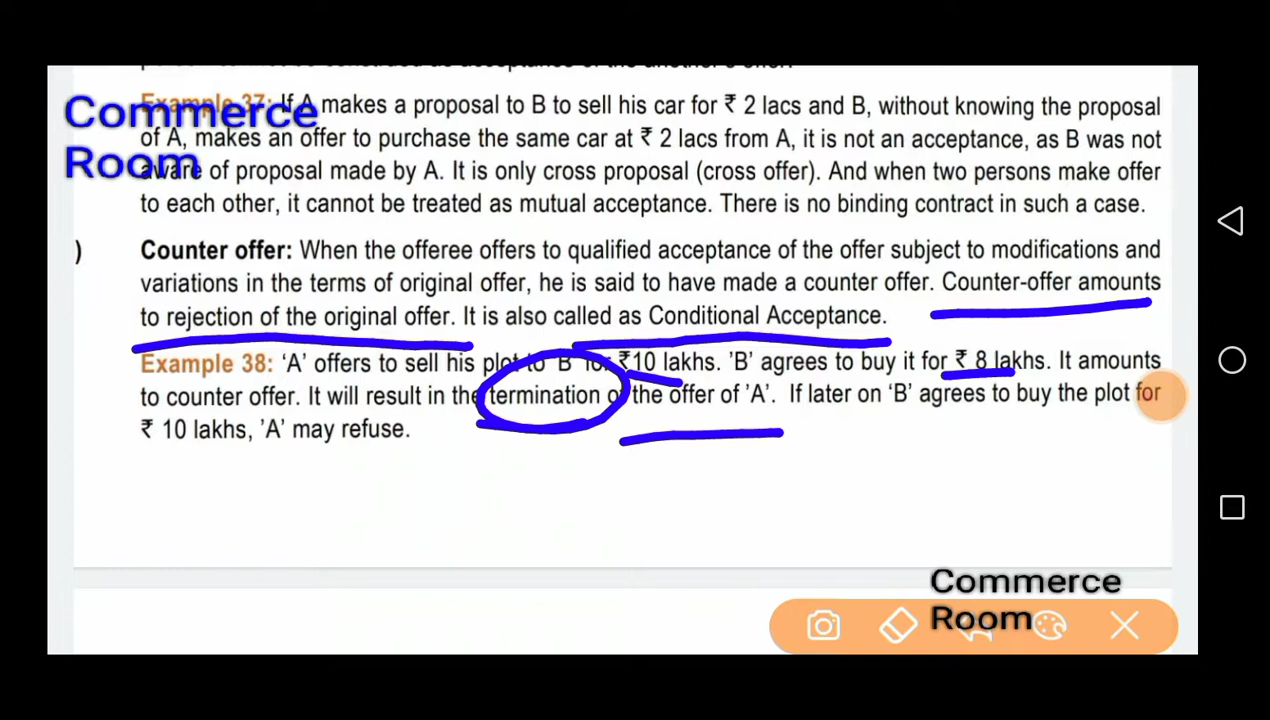 Example 37: If A makes a proposal to B to sell his car for ₹ 2 lacs and B, without knowing the proposal
of A, makes an offer to purchase the same car at ₹ 2 lacs from A, it is not an acceptance, as B was not
aware of proposal made by A. It is only cross proposal (cross offer). And when two persons make offer
to each other, it cannot be treated as mutual acceptance. There is no binding contract in such a case.
) Counter offer: When the offeree offers to qualified acceptance of the offer subject to modifications and
variations in the terms of original offer, he is said to have made a counter offer. Counter-offer amounts
to rejection of the original offer. It is also called as Conditional Acceptance.
Example 38: ‘A’ offers to sell his plot to ‘B’ for ₹10 lakhs. ’B’ agrees to buy it for ₹ 8 lakhs. It amounts
to counter offer. It will result in the termination of the offer of ’A’. If later on ‘B’ agrees to buy the plot for
₹ 10 lakhs, ’A’ may refuse.
Commerce
Room
Commerce
Room